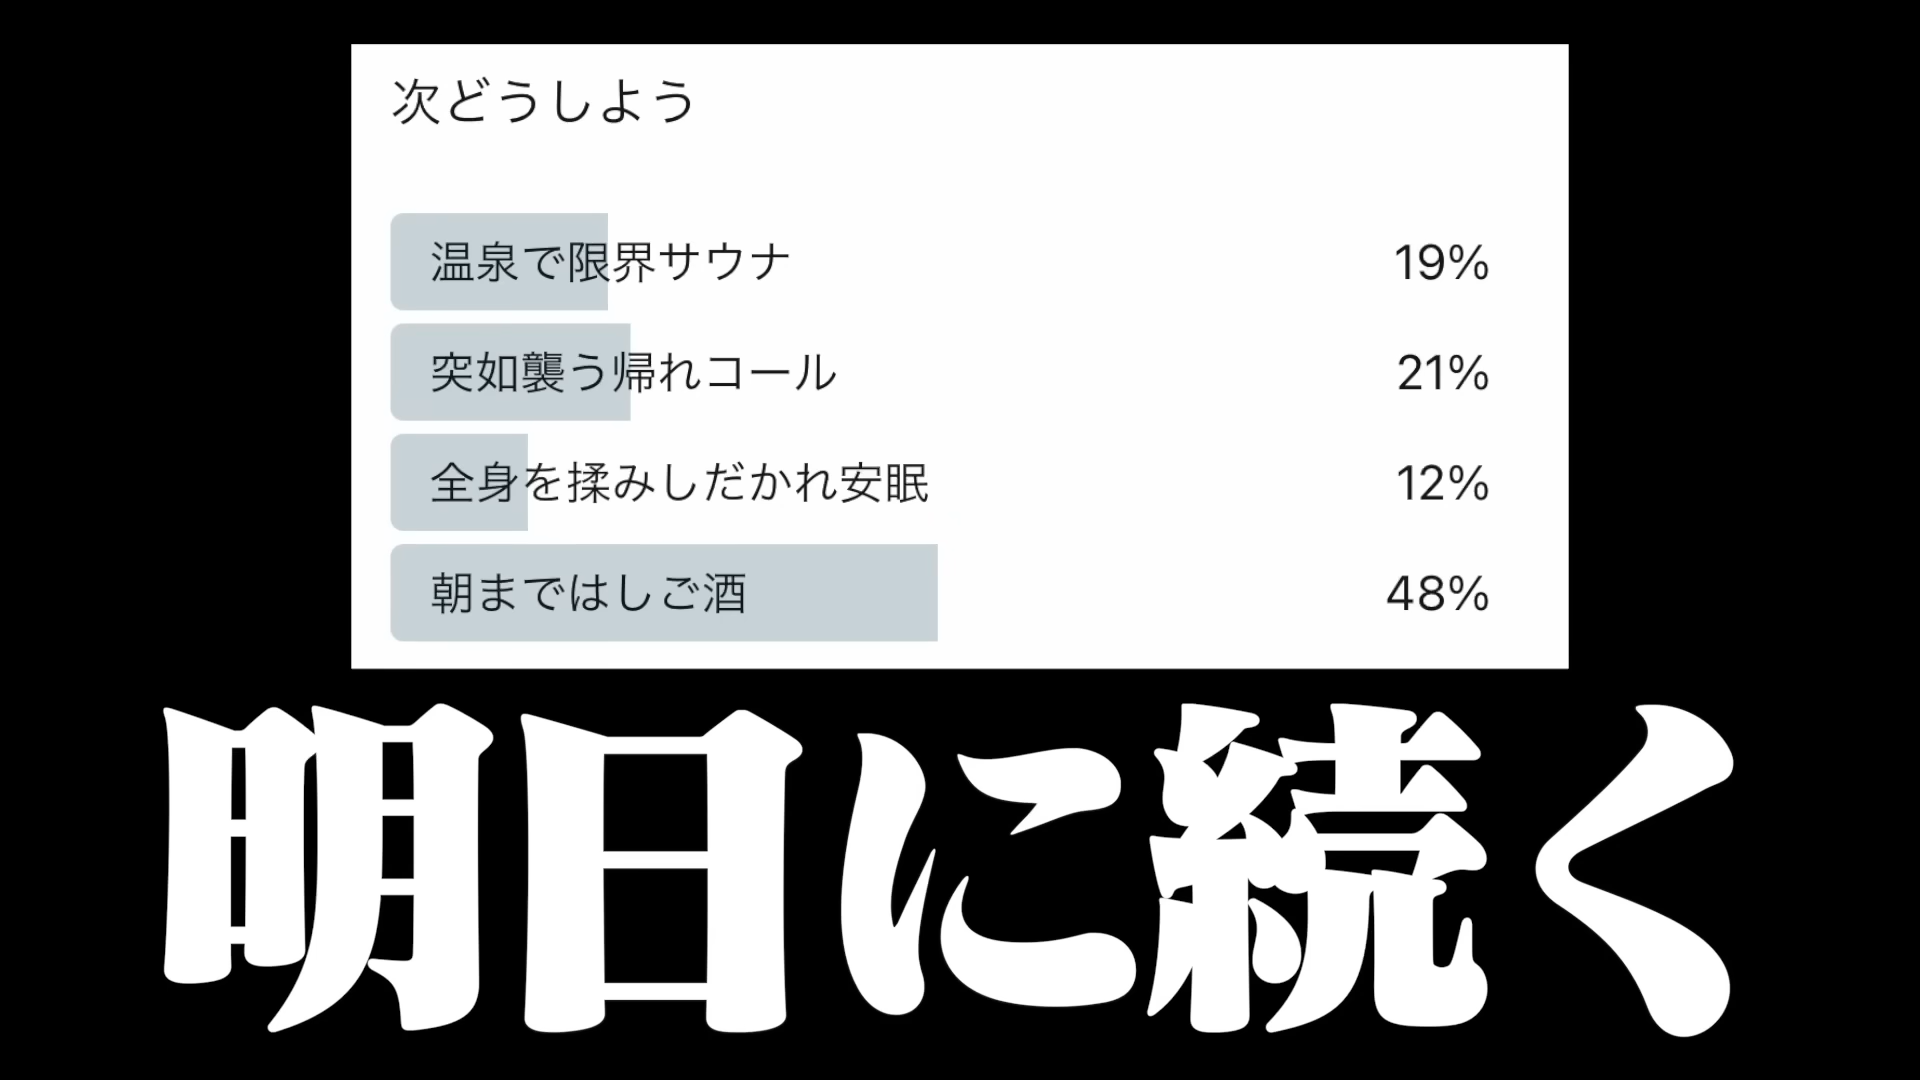 次どうしよう
温泉で限界サウナ 19%
突如襲う帰れコール 21%
全身を揉みしだかれ安眠 12%
朝まではしご酒 48%
明日に続く